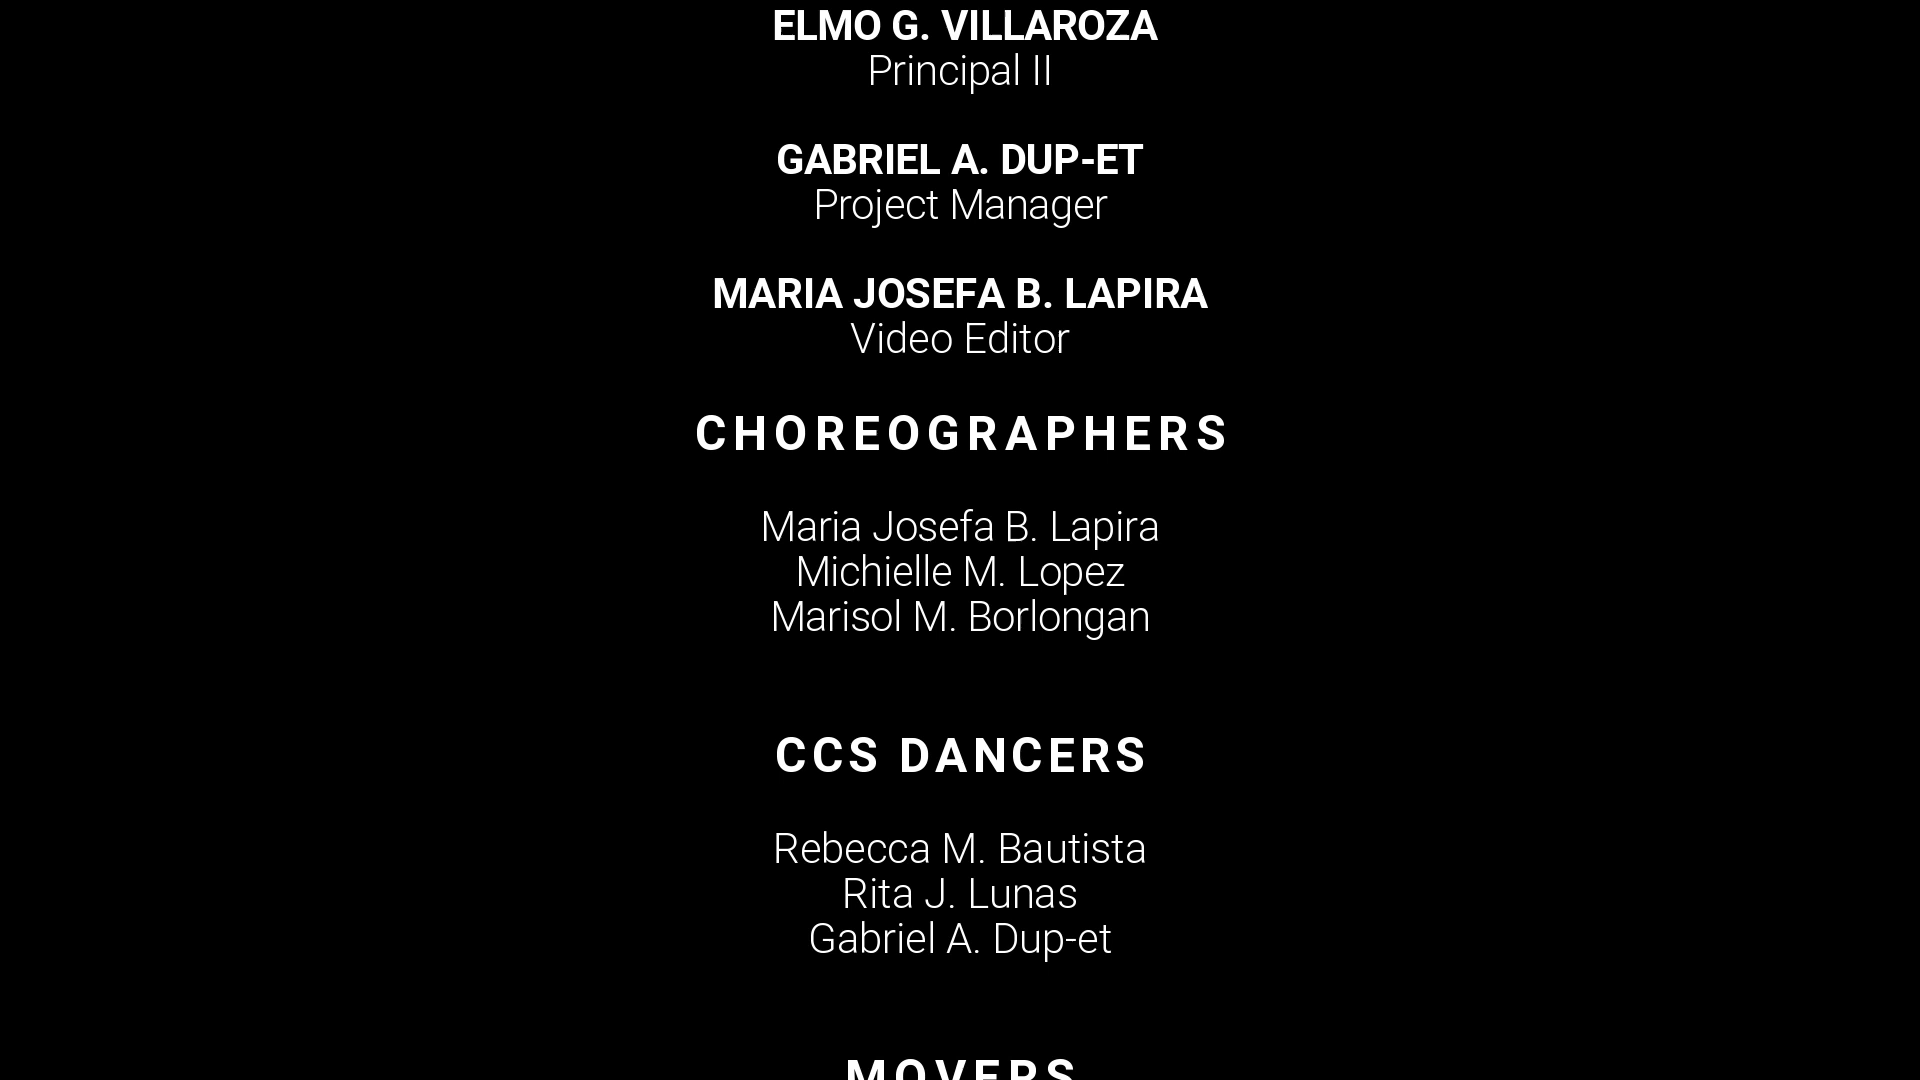 ELMO G. VILLAROZA
Principal II
GABRIEL A. DUP-ET
Project Manager
MARIA JOSEFA B. LAPIRA
Video Editor
CHOREOGRAPHERS
Maria Josefa B. Lapira
Michielle M. Lopez
Marisol M. Borlongan
CCS DANCERS
Rebecca M. Bautista
Rita J. Lunas
Gabriel A. Dup-et
MOVERS